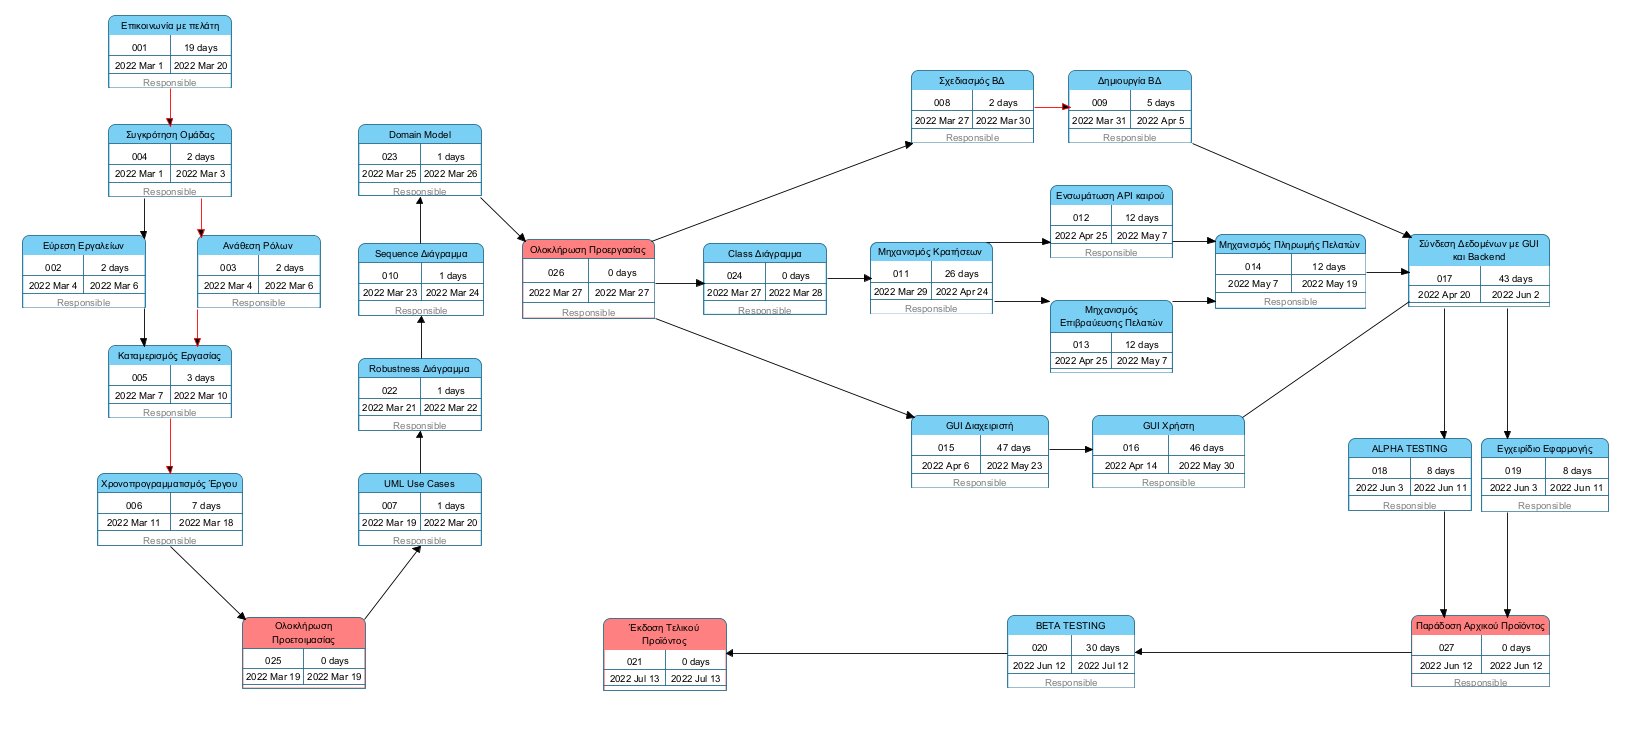 Επικοινωνία με πελάτη
001 19 days
2022 Mar 1 2022 Mar 20
Responsible
Συγκρότηση Ομάδας
004 2 days
2022 Mar 1 2022 Mar 3
Responsible
Εύρεση Εργαλείων
002 2 days
2022 Mar 4 2022 Mar 6
Responsible
Ανάθεση Ρόλων
003 2 days
2022 Mar 4 2022 Mar 6
Responsible
Καταμερισμός Εργασίας
005 3 days
2022 Mar 7 2022 Mar 10
Responsible
Χρονοπρογραμματισμός Έργου
006 7 days
2022 Mar 11 2022 Mar 18
Responsible
Ολοκλήρωση
Προετοιμασίας
025 0 days
2022 Mar 19 2022 Mar 19
UML Use Cases
007 1 days
2022 Mar 19 2022 Mar 20
Responsible
Robustness Διάγραμμα
022 1 days
2022 Mar 21 2022 Mar 22
Responsible
Sequence Διάγραμμα
010 1 days
2022 Mar 23 2022 Mar 24
Responsible
Domain Model
023 1 days
2022 Mar 25 2022 Mar 26
Responsible
Ολοκλήρωση Προεργασίας
026 0 days
2022 Mar 27 2022 Mar 27
Responsible
Σχεδιασμός ΒΔ
008 2 days
2022 Mar 27 2022 Mar 30
Responsible
Δημιουργία ΒΔ
009 5 days
2022 Mar 31 2022 Apr 5
Responsible
Class Διάγραμμα
024 0 days
2022 Mar 27 2022 Mar 28
Responsible
Μηχανισμός Κρατήσεων
011 26 days
2022 Mar 29 2022 Apr 24
Responsible
Ενσωμάτωση API καιρού
012 12 days
2022 Apr 25 2022 May 7
Responsible
Μηχανισμός
Επιβραύευσης Πελατών
013 12 days
2022 Apr 25 2022 May 7
Μηχανισμός Πληρωμής Πελατών
014 12 days
2022 May 7 2022 May 19
Responsible
GUI Διαχειριστή
015 47 days
2022 Apr 6 2022 May 23
Responsible
GUI Χρήστη
016 46 days
2022 Apr 14 2022 May 30
Responsible
Σύνδεση Δεδομένων με GUI
και Backend
017 43 days
2022 Apr 20 2022 Jun 2
ALPHA TESTING
018 8 days
2022 Jun 3 2022 Jun 11
Responsible
Εγχειρίδιο Εφαρμογής
019 8 days
2022 Jun 3 2022 Jun 11
Responsible
Παράδοση Αρχικού Προϊόντος
027 0 days
2022 Jun 12 2022 Jun 12
Responsible
BETA TESTING
020 30 days
2022 Jun 12 2022 Jul 12
Responsible
Έκδοση Τελικού
Προϊόντος
021 0 days
2022 Jul 13 2022 Jul 13